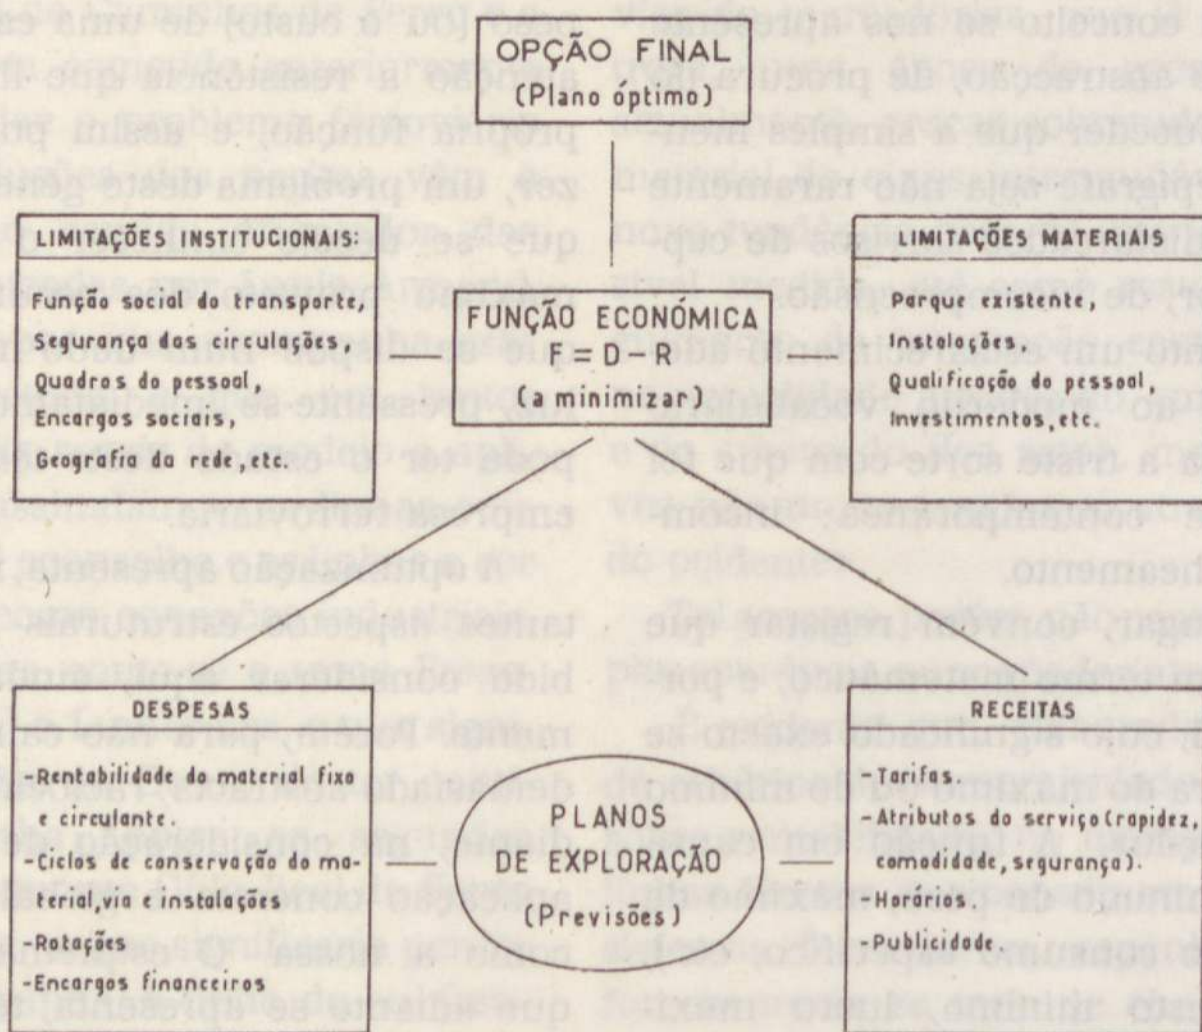 OPÇÃO FINAL
(Plano óptimo)
LIMITAÇÕES INSTITUCIONAIS:
Função social do transporte,
Segurança das circulações,
Quadros do pessoal,
Encargos sociais,
Geografia da rede, etc.
FUNÇÃO ECONÓMICA
F = D - R
(a minimizar)
LIMITAÇÕES MATERIAIS
Parque existente,
Instalações,
Qualificação do pessoal,
Investimentos, etc.
DESPESAS
-Rentabilidade do material fixo
e circulante.
-Ciclos de conservação do ma-
terial, via e instalações
-Rotações
-Encargos financeiros
PLANOS
DE EXPLORAÇÃO
(Previsões)
RECEITAS
-Tarifas.
-Atributos do serviço (rapidez,
comodidade, segurança).
-Horários.
-Publicidade.